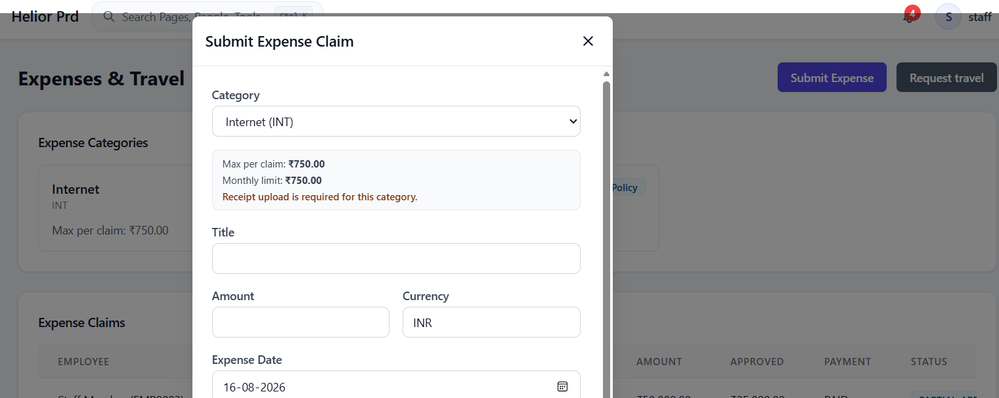 Helior Prd
Search Pages, People, Tools
Ctrl K
4
S
staff
Submit Expense Claim
Expenses & Travel
Submit Expense
Request travel
Category
Internet (INT)
Expense Categories
Max per claim: ₹750.00
Monthly limit: ₹750.00
Receipt upload is required for this category.
Internet
INT
Max per claim: ₹750.00
Policy
Title
Amount
Currency
INR
Expense Claims
EMPLOYEE
AMOUNT
APPROVED
PAYMENT
STATUS
Expense Date
16-08-2026